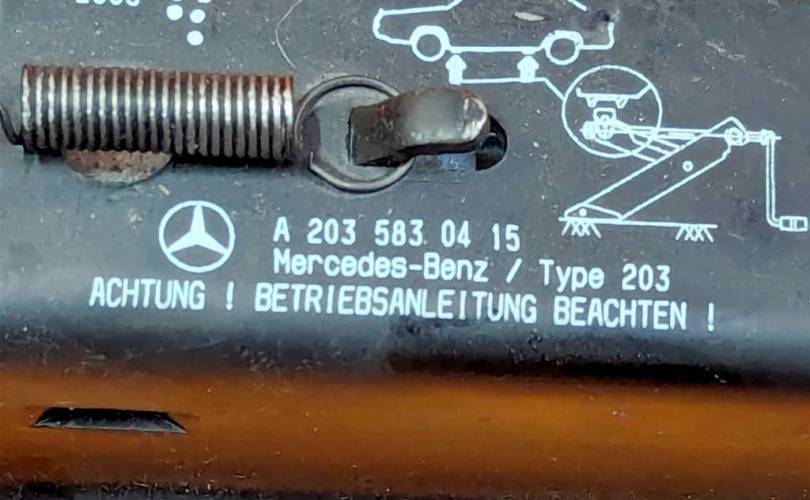 A 203 583 04 15
Mercedes-Benz / Type 203
ACHTUNG ! BETRIEBSANLEITUNG BEACHTEN !